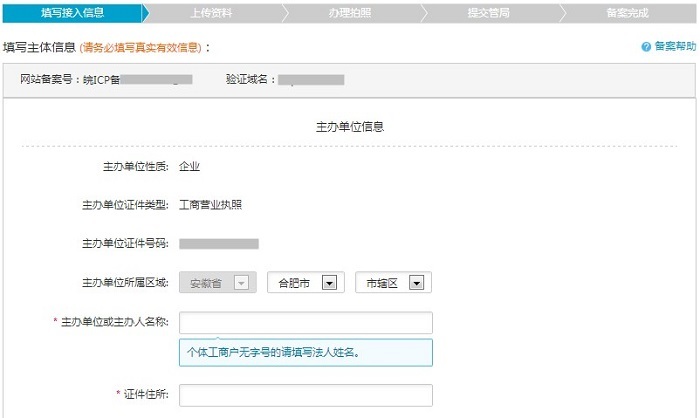 填写接入信息 上传资料 办理拍照 提交管局 备案完成
填写主体信息 (请务必填写真实有效信息) ： 备案帮助
网站备案号：皖ICP备 验证域名：
主办单位信息
主办单位性质: 企业
主办单位证件类型: 工商营业执照
主办单位证件号码:
主办单位所属区域: 安徽省 合肥市 市辖区
* 主办单位或主办人名称:
个体工商户无字号的请填写法人姓名。
* 证件住所: